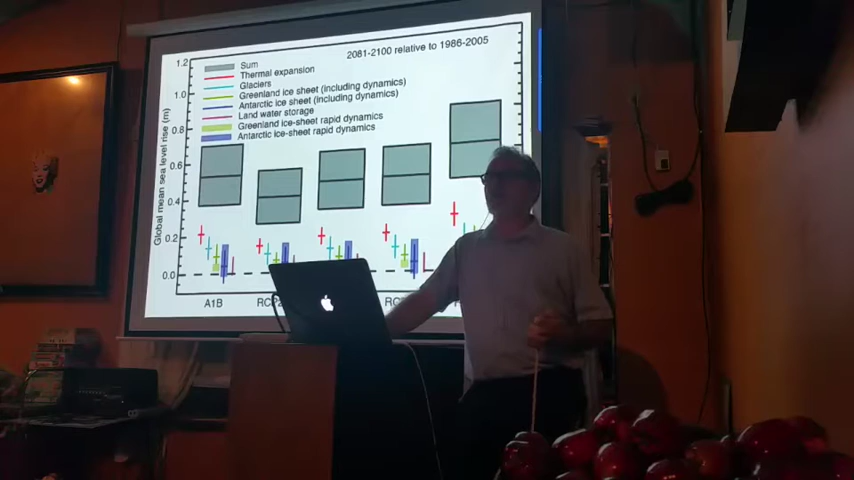 2081-2100 relative to 1986-2005
Sum
Thermal expansion
Glaciers
Greenland ice sheet (including dynamics)
Antarctic ice sheet (including dynamics)
Land water storage
Greenland ice-sheet rapid dynamics
Antarctic ice-sheet rapid dynamics
Global mean sea level rise (m)
1.2
1.0
0.8
0.6
0.4
0.2
0.0
A1B